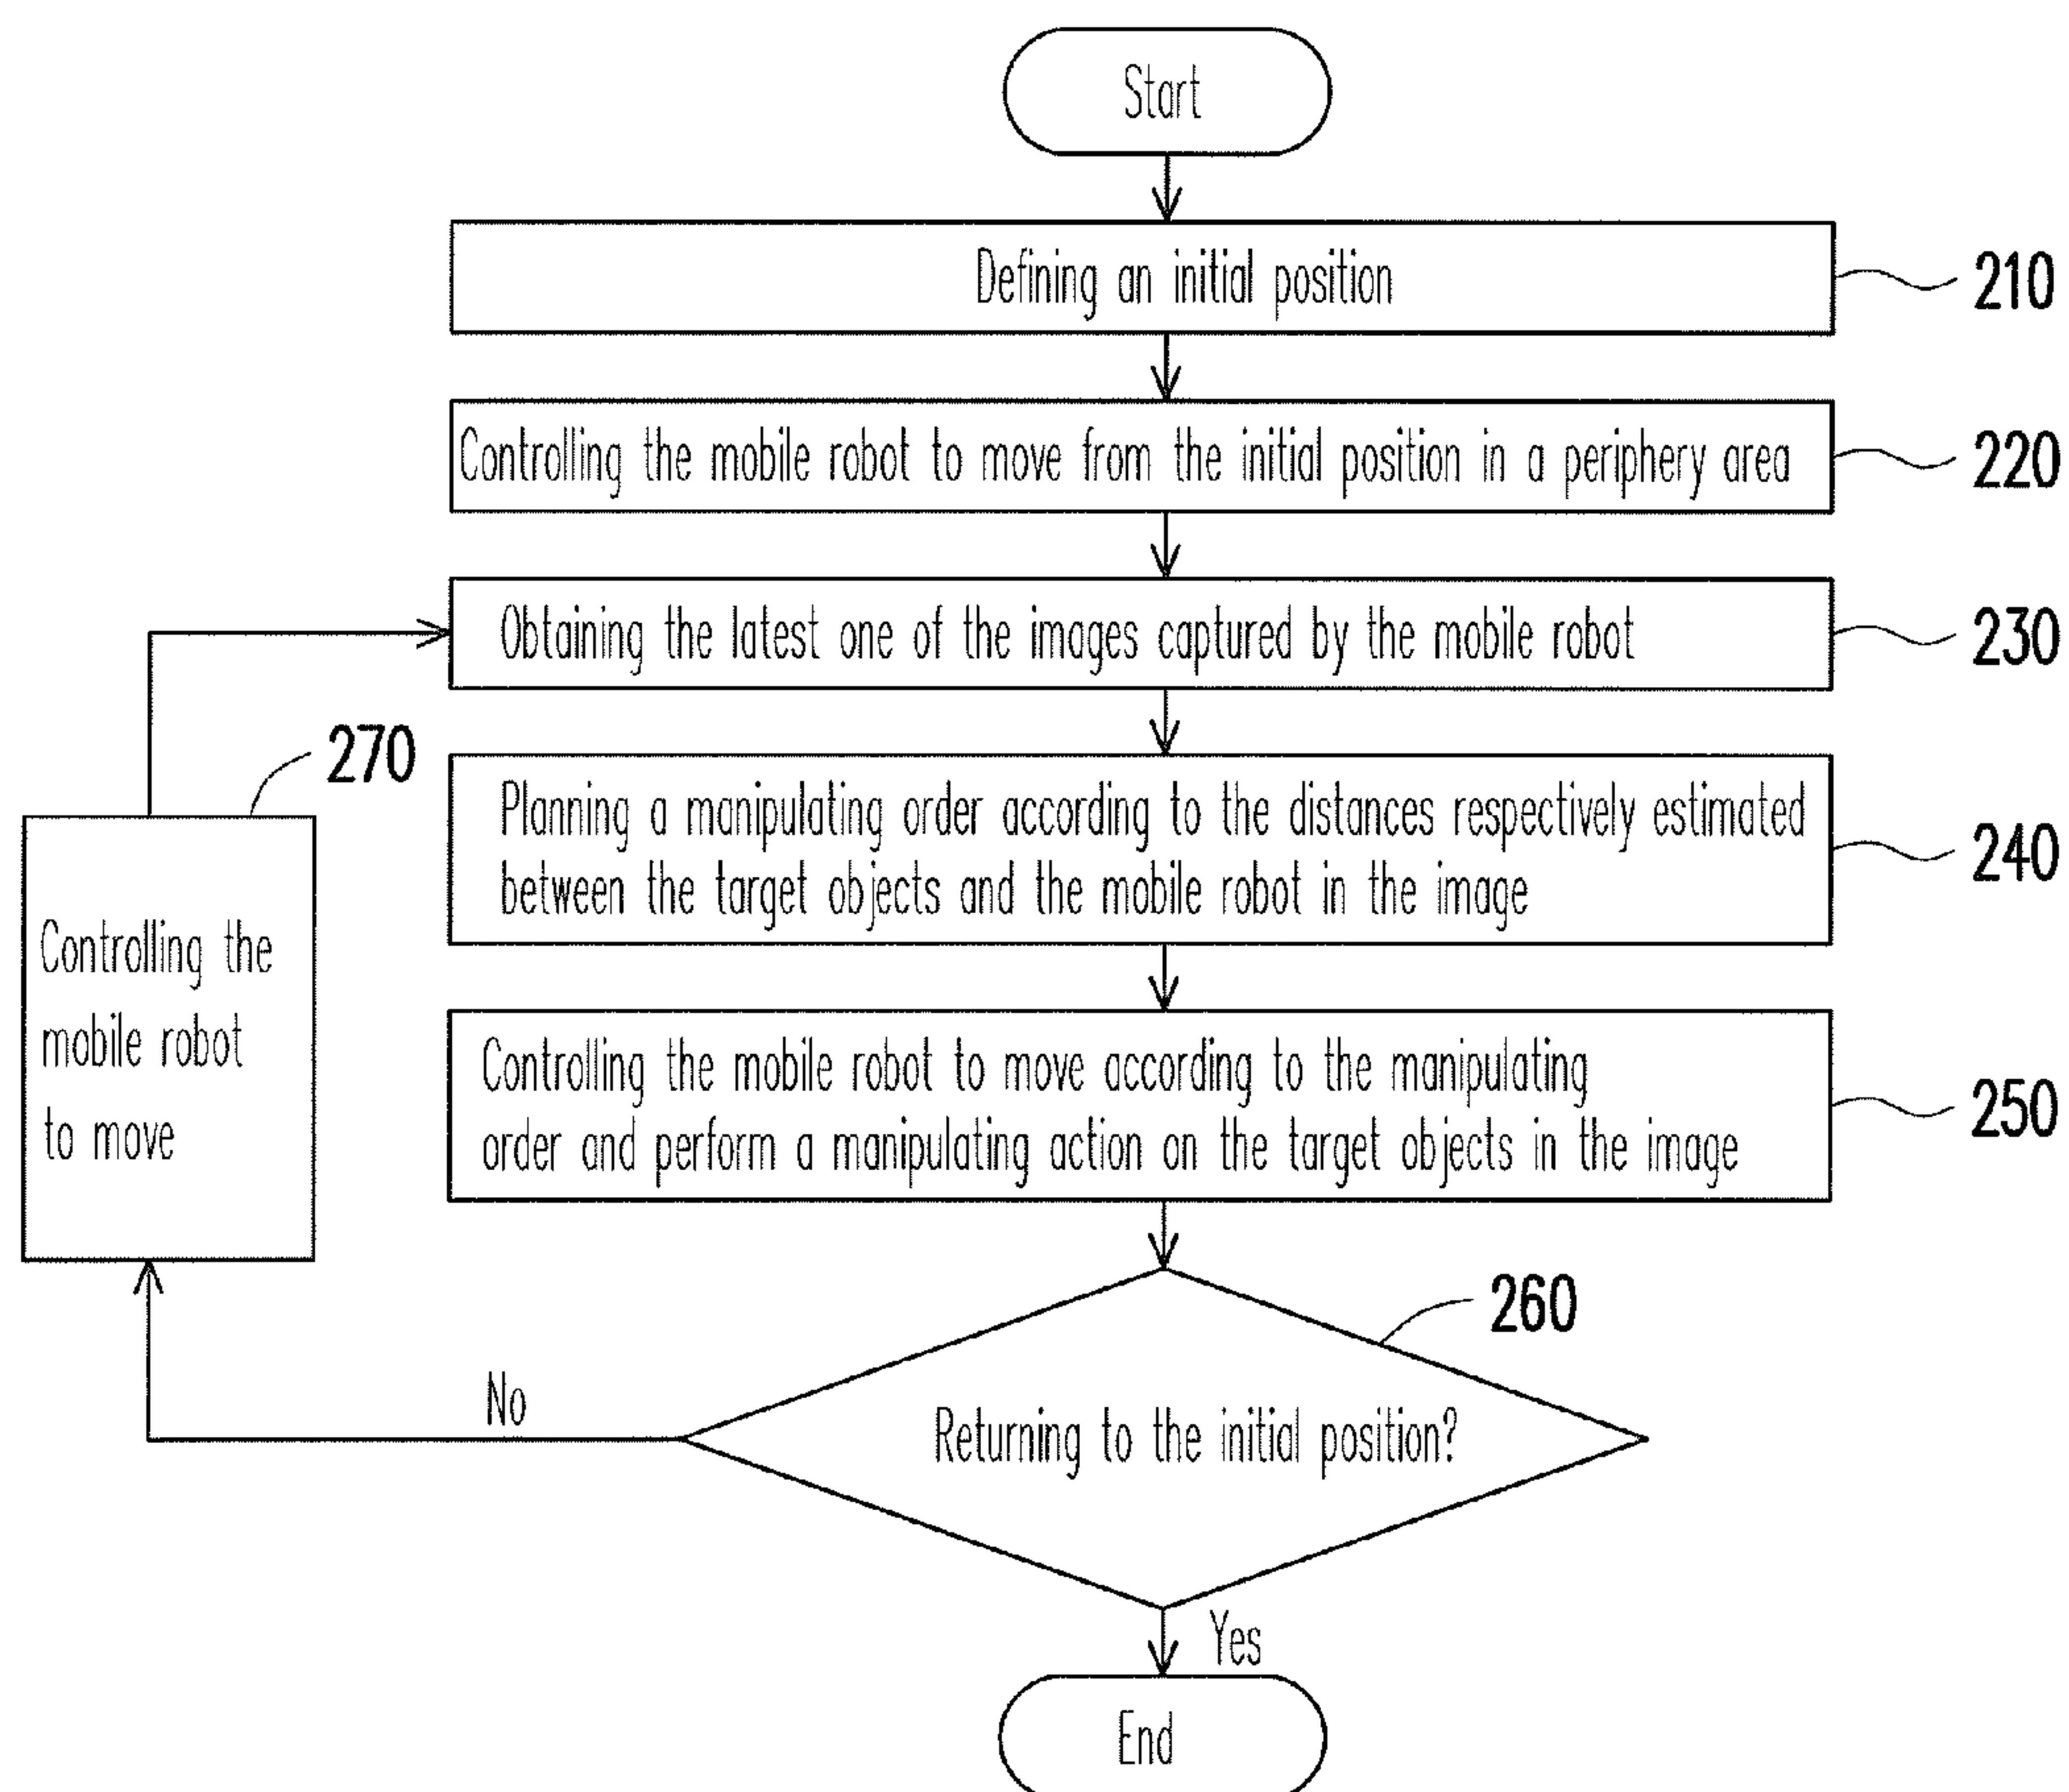 Start
Defining an initial position
210
Controlling the mobile robot to move from the initial position in a periphery area
220
Obtaining the latest one of the images captured by the mobile robot
230
Planning a manipulating order according to the distances respectively estimated
between the target objects and the mobile robot in the image
240
Controlling the mobile robot to move according to the manipulating
order and perform a manipulating action on the target objects in the image
250
Returning to the initial position?
260
No
270
Controlling the
mobile robot
to move
Yes
End